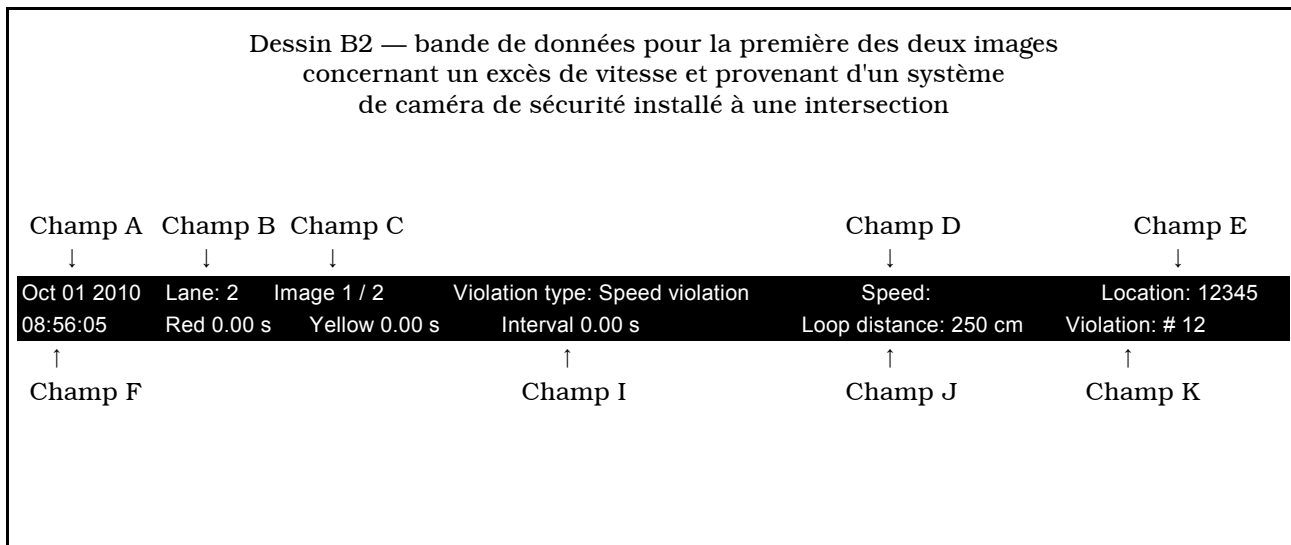 Dessin B2 — bande de données pour la première des deux images
concernant un excès de vitesse et provenant d'un système
de caméra de sécurité installé à une intersection
Champ A Champ B Champ C Champ D Champ E
↓ ↓ ↓ ↓ ↓
Oct 01 2010 Lane: 2 Image 1 / 2 Violation type: Speed violation Speed: Location: 12345
08:56:05 Red 0.00 s Yellow 0.00 s Interval 0.00 s Loop distance: 250 cm Violation: # 12
↑ ↑ ↑ ↑
Champ F Champ I Champ J Champ K